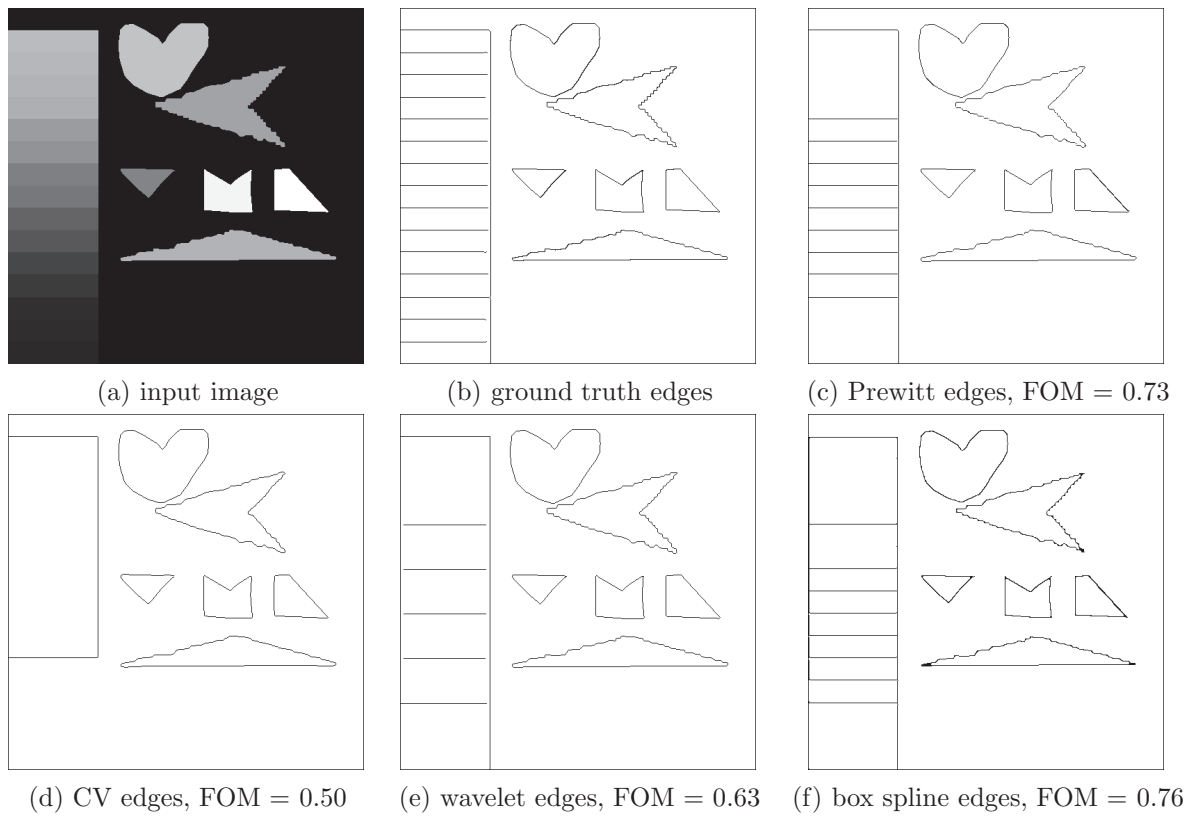 (a) input image
(b) ground truth edges
(c) Prewitt edges, FOM = 0.73
(d) CV edges, FOM = 0.50
(e) wavelet edges, FOM = 0.63
(f) box spline edges, FOM = 0.76